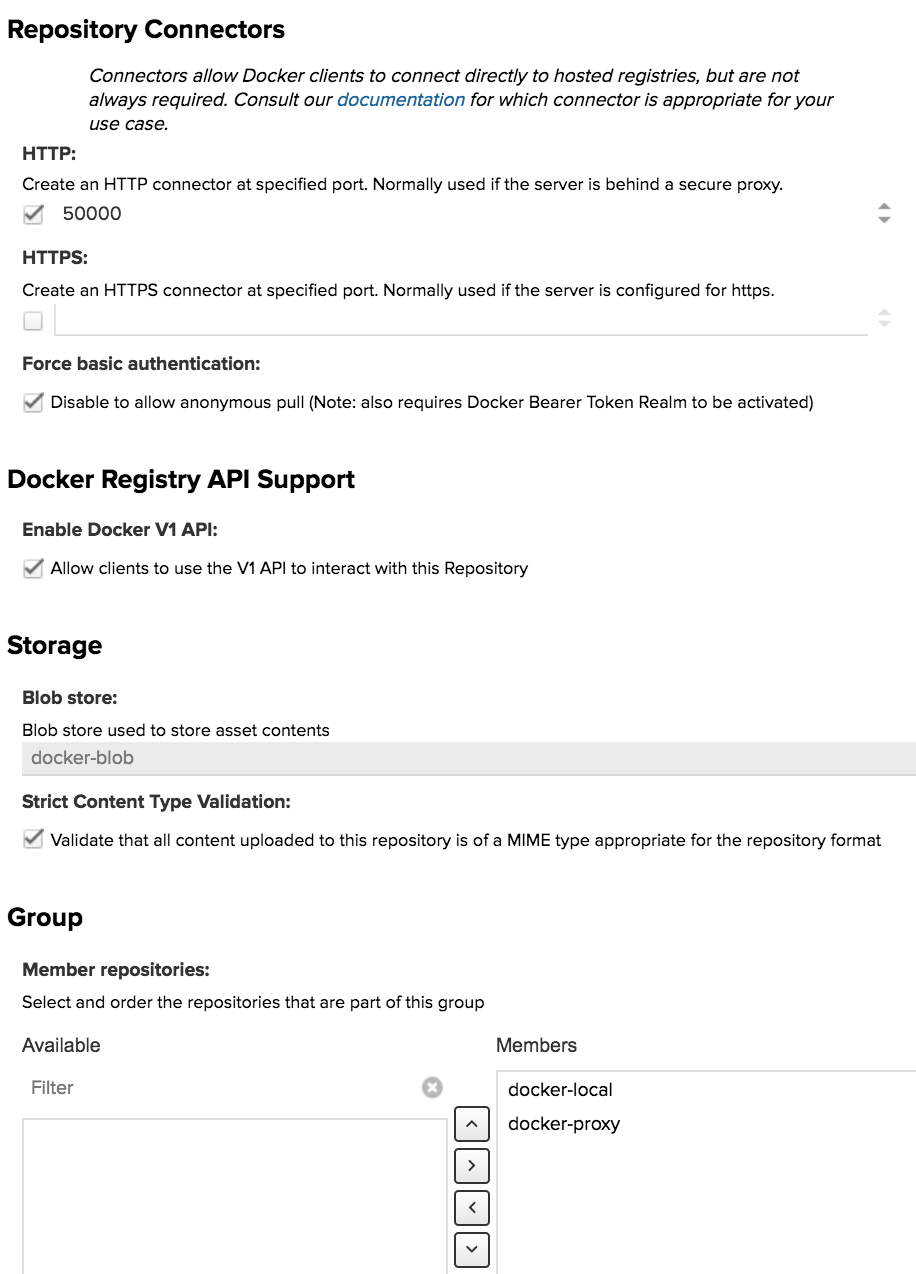 Repository Connectors
Connectors allow Docker clients to connect directly to hosted registries, but are not
always required. Consult our documentation for which connector is appropriate for your
use case.
HTTP:
Create an HTTP connector at specified port. Normally used if the server is behind a secure proxy.
50000
HTTPS:
Create an HTTPS connector at specified port. Normally used if the server is configured for https.
Force basic authentication:
Disable to allow anonymous pull (Note: also requires Docker Bearer Token Realm to be activated)
Docker Registry API Support
Enable Docker V1 API:
Allow clients to use the V1 API to interact with this Repository
Storage
Blob store:
Blob store used to store asset contents
docker-blob
Strict Content Type Validation:
Validate that all content uploaded to this repository is of a MIME type appropriate for the repository format
Group
Member repositories:
Select and order the repositories that are part of this group
Available
Members
Filter
docker-local
docker-proxy